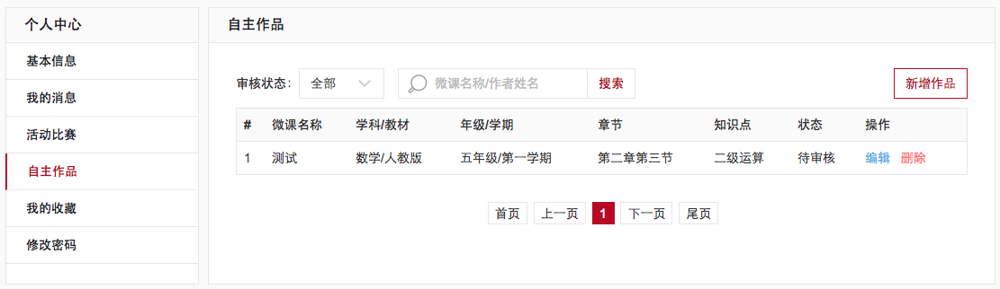 个人中心
基本信息
我的消息
活动比赛
自主作品
我的收藏
修改密码
自主作品
审核状态: 全部 微课名称/作者姓名 搜索 新增作品
# 微课名称 学科/教材 年级/学期 章节 知识点 状态 操作
1 测试 数学/人教版 五年级/第一学期 第二章第三节 二级运算 待审核 编辑 删除
首页 上一页 1 下一页 尾页